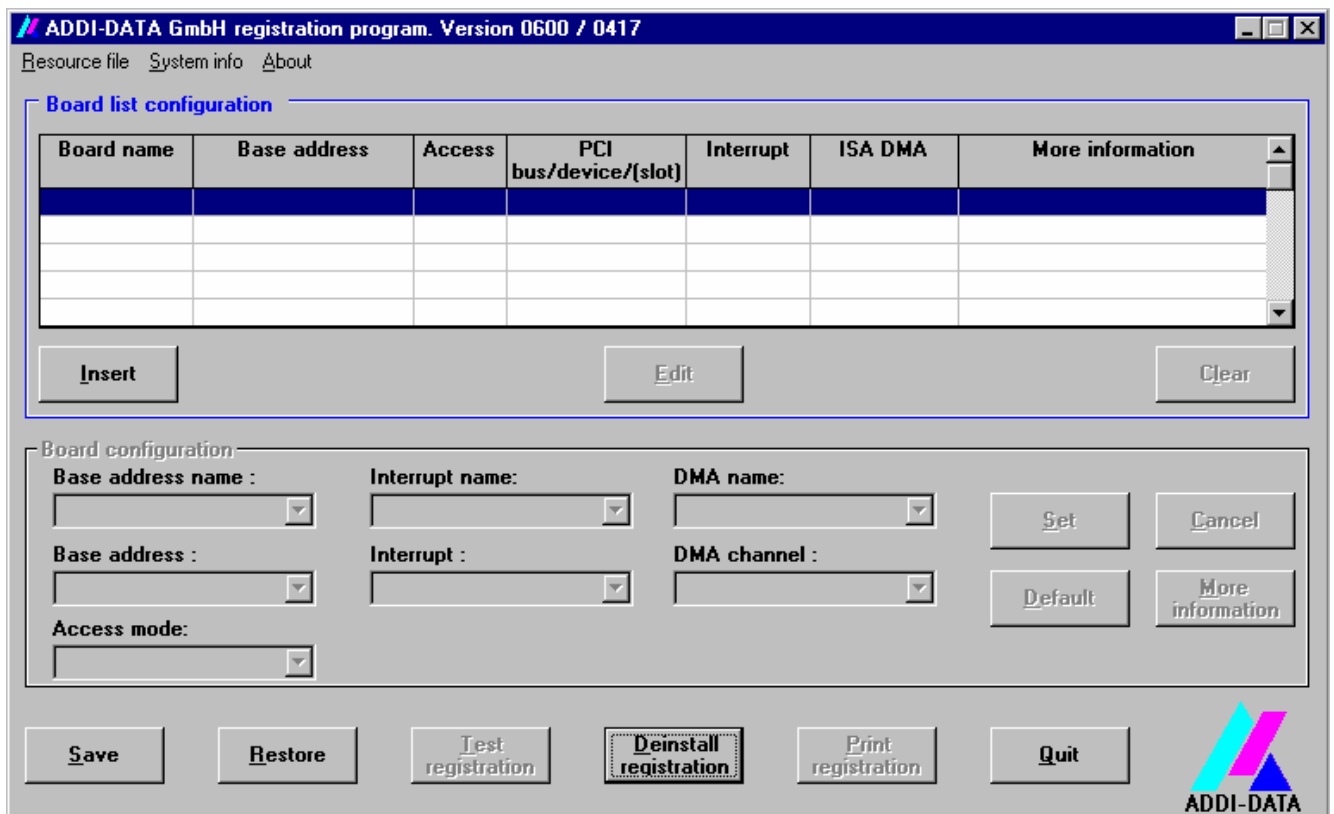 ADDI-DATA GmbH registration program. Version 0600 / 0417
Resource file System info About
Board list configuration
Board name Base address Access PCI bus/device/(slot) Interrupt ISA DMA More information
Insert Edit Clear
Board configuration
Base address name : Interrupt name: DMA name:
Set Cancel
Base address : Interrupt : DMA channel :
Default More information
Access mode:
Save Restore Test registration Deinstall registration Print registration Quit
ADDI-DATA